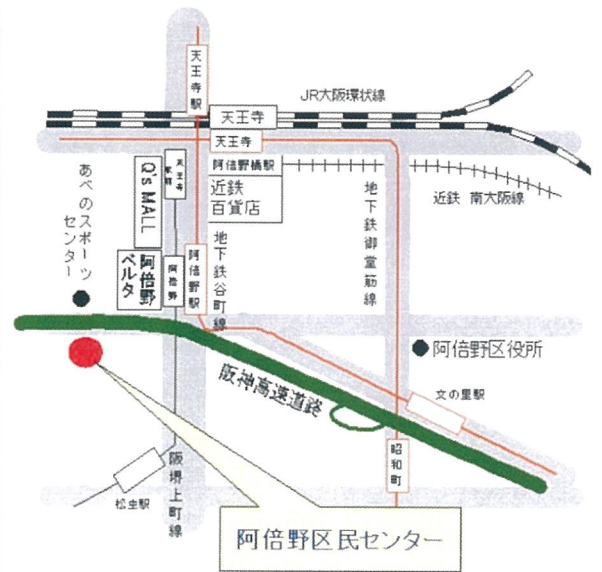 天王寺駅
JR大阪環状線
天王寺
天王寺
阿倍野橋駅
近鉄
百貨店
近鉄 南大阪線
天王寺
駅前
Q's MALL
あべのスポーツ
センター
地下鉄御堂筋線
地下鉄谷町線
阿倍野駅
阿倍野
阿倍野
ベルタ
阿倍野区役所
阪神高速道路
文の里駅
昭和町
阪堺上町線
松虫駅
阿倍野区民センター